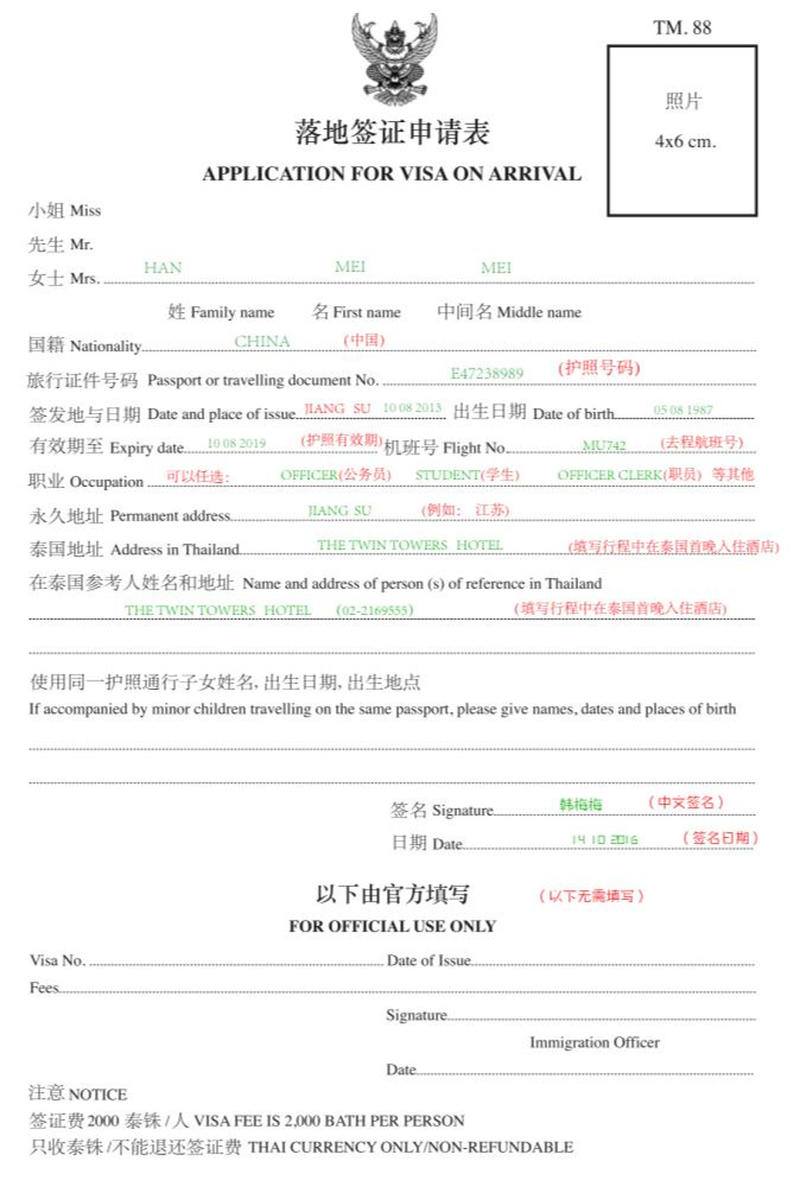 TM. 88
照片
4x6 cm.
落地签证申请表
APPLICATION FOR VISA ON ARRIVAL
小姐 Miss
先生 Mr.
女士 Mrs. HAN MEI MEI
姓 Family name 名 First name 中间名 Middle name
国籍 Nationality CHINA (中国)
旅行证件号码 Passport or travelling document No. E47238989 (护照号码)
签发地与日期 Date and place of issue JIANG SU 10 08 2013 出生日期 Date of birth 05 08 1987
有效期至 Expiry date 10 08 2019 (护照有效期) 机班号 Flight No. MU742 (去程航班号)
职业 Occupation 可以任选: OFFICER(公务员) STUDENT(学生) OFFICER CLERK(职员) 等其他
永久地址 Permanent address JIANG SU (例如: 江苏)
泰国地址 Address in Thailand THE TWIN TOWERS HOTEL (填写行程中在泰国首晚入住酒店)
在泰国参考人姓名和地址 Name and address of person (s) of reference in Thailand
THE TWIN TOWERS HOTEL (02-2169555) (填写行程中在泰国首晚入住酒店)
使用同一护照通行子女姓名, 出生日期, 出生地点
If accompanied by minor children travelling on the same passport, please give names, dates and places of birth
签名 Signature 韩梅梅 (中文签名)
日期 Date 14 10 2016 (签名日期)
以下由官方填写 (以下无需填写)
FOR OFFICIAL USE ONLY
Visa No. Date of Issue
Fees
Signature
Immigration Officer
Date
注意 NOTICE
签证费 2000 泰铢 / 人 VISA FEE IS 2,000 BATH PER PERSON
只收泰铢 /不能退还签证费 THAI CURRENCY ONLY/NON-REFUNDABLE